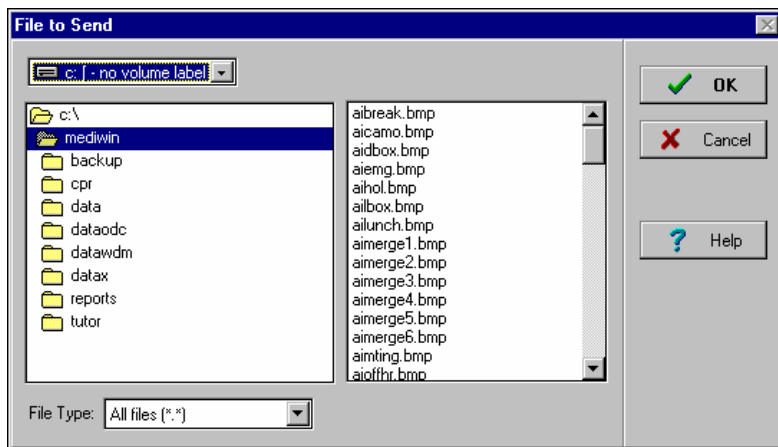 File to Send
c: [ - no volume label
OK
Cancel
Help
c:\
mediwin
backup
cpr
data
dataodc
datawdm
datax
reports
tutor
aibreak.bmp
aicamo.bmp
aidbox.bmp
aiemg.bmp
aihol.bmp
ailbox.bmp
ailunch.bmp
aimerge1.bmp
aimerge2.bmp
aimerge3.bmp
aimerge4.bmp
aimerge5.bmp
aimerge6.bmp
aimting.bmp
aioffhr.bmp
File Type: All files (*.*)